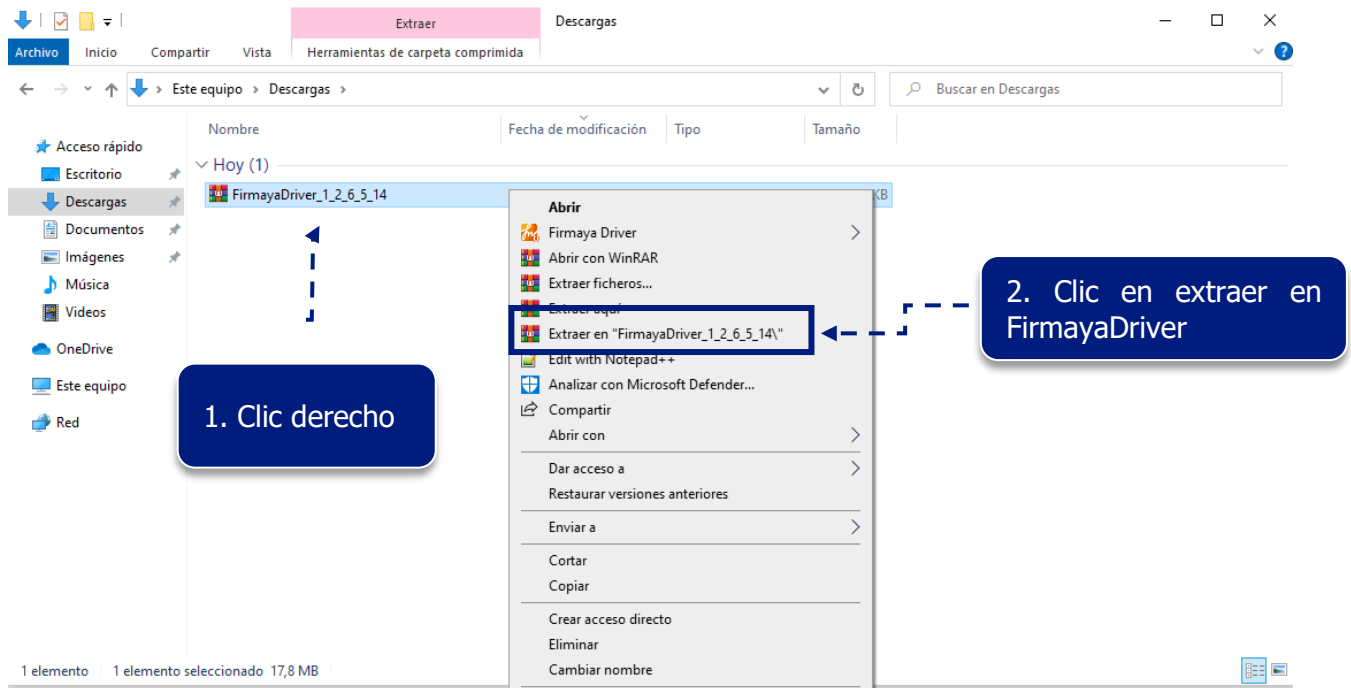 Extraer
Descargas
Archivo
Inicio
Compartir
Vista
Herramientas de carpeta comprimida
Este equipo > Descargas >
Buscar en Descargas
Nombre
Fecha de modificación
Tipo
Tamaño
Acceso rápido
Escritorio
Descargas
Documentos
Imágenes
Música
Videos
OneDrive
Este equipo
Red
Hoy (1)
FirmayaDriver_1_2_6_5_14
KB
1. Clic derecho
Abrir
Firmaya Driver
Abrir con WinRAR
Extraer ficheros...
Extraer aquí
Extraer en "FirmayaDriver_1_2_6_5_14\"
Edit with Notepad++
Analizar con Microsoft Defender...
Compartir
Abrir con
Dar acceso a
Restaurar versiones anteriores
Enviar a
Cortar
Copiar
Crear acceso directo
Eliminar
Cambiar nombre
2. Clic en extraer en
FirmayaDriver
1 elemento
1 elemento seleccionado 17,8 MB